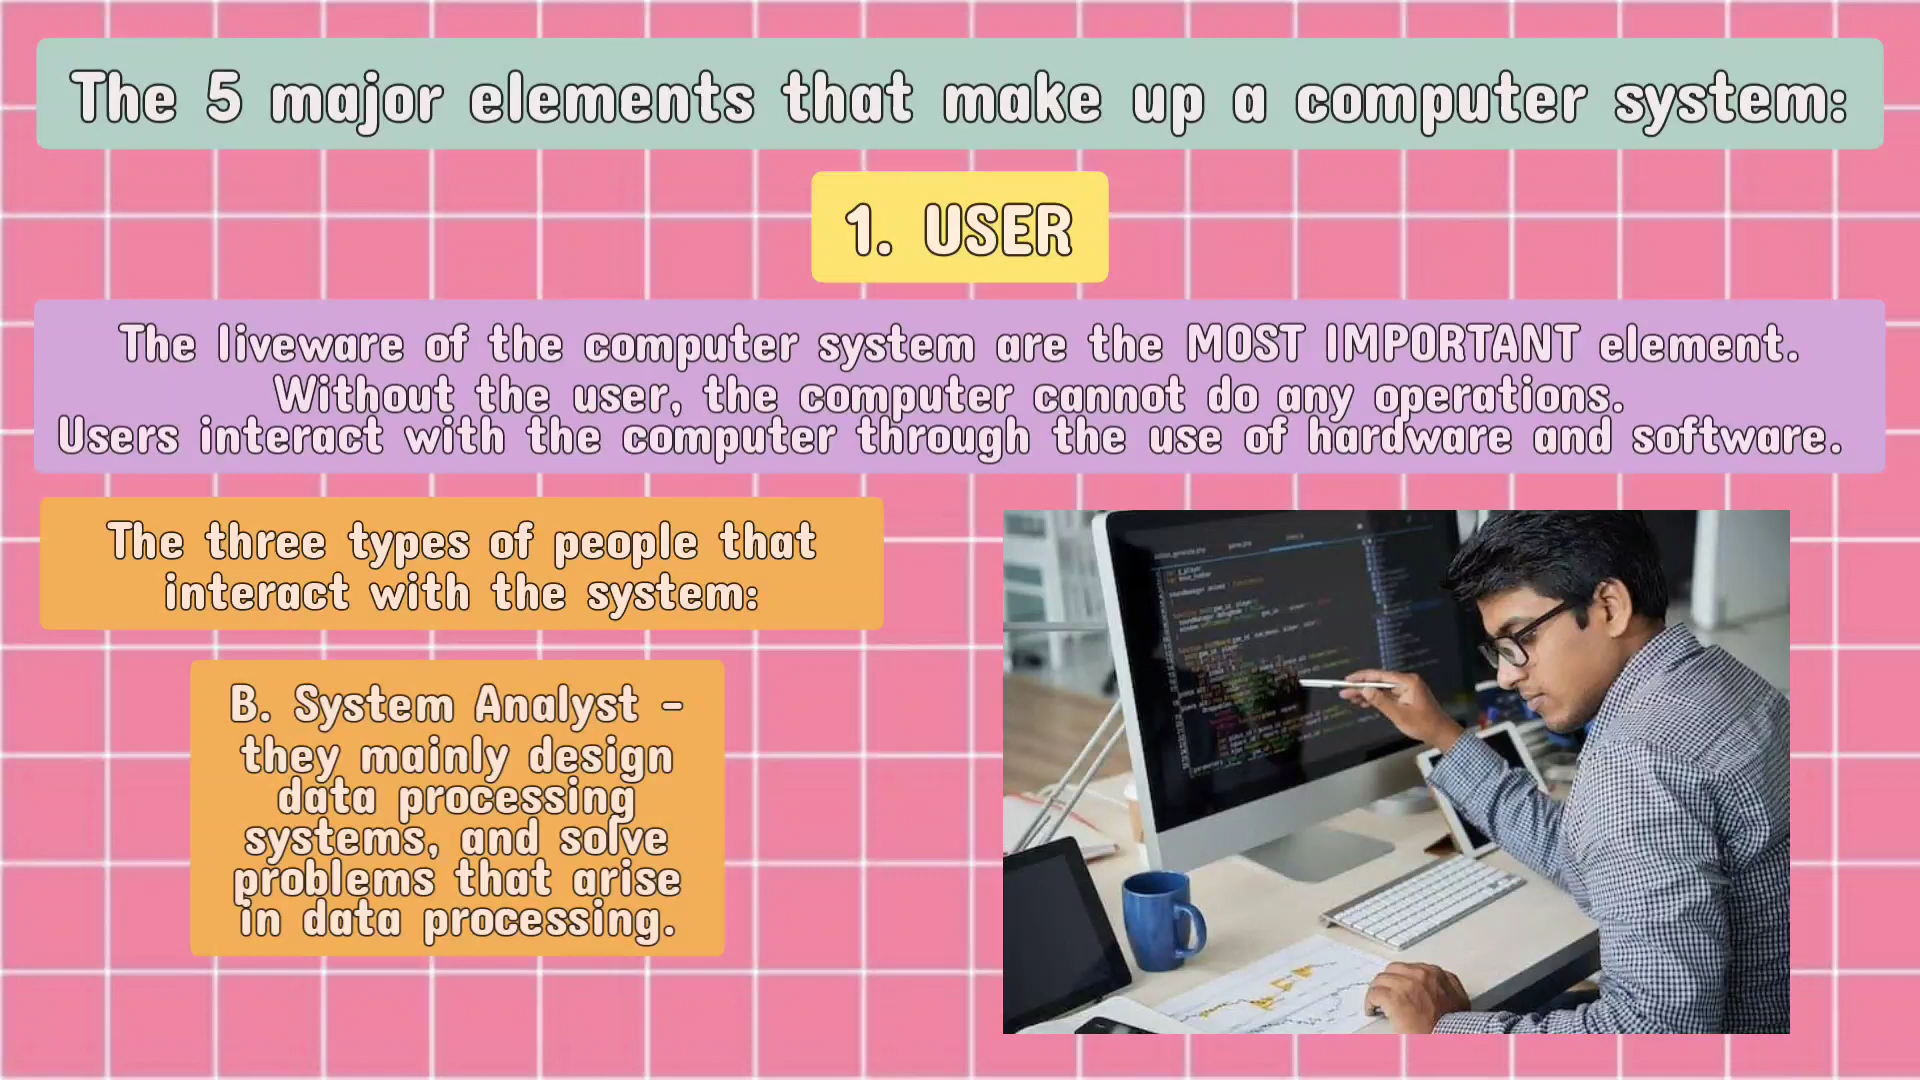 The 5 major elements that make up a computer system:
1. USER
The liveware of the computer system are the MOST IMPORTANT element.
Without the user, the computer cannot do any operations.
Users interact with the computer through the use of hardware and software.
The three types of people that
interact with the system:
B. System Analyst -
they mainly design
data processing
systems, and solve
problems that arise
in data processing.